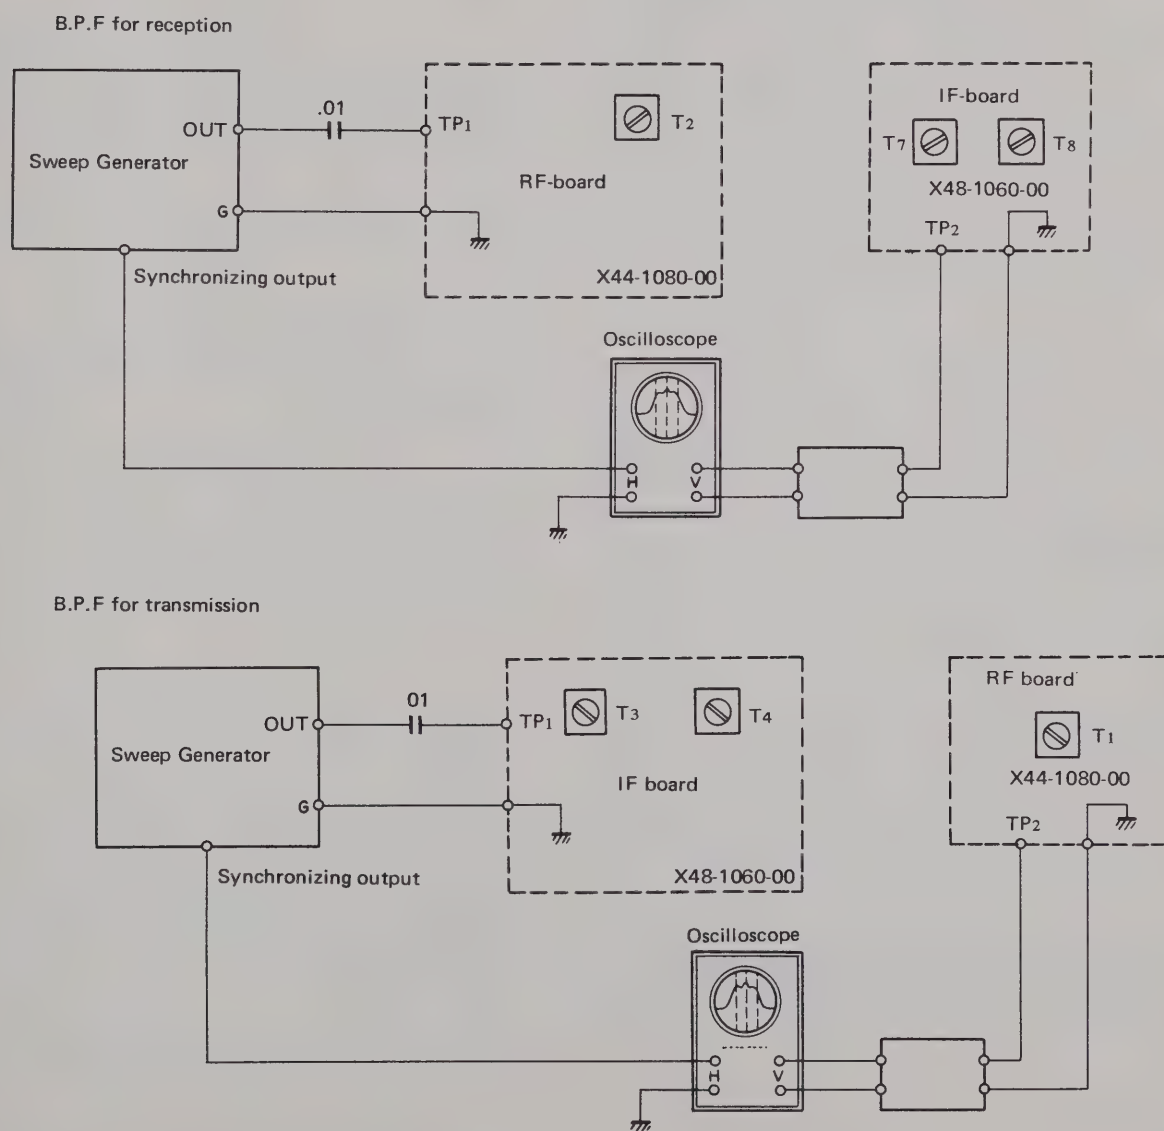 B.P.F for reception
.01
OUT
TP1
T2
Sweep Generator
RF-board
G
Synchronizing output
X44-1080-00
IF-board
T7
T8
X48-1060-00
TP2
Oscilloscope
H
V
B.P.F for transmission
01
OUT
TP1
T3
T4
Sweep Generator
IF board
G
Synchronizing output
X48-1060-00
RF board
T1
X44-1080-00
TP2
Oscilloscope
H
V